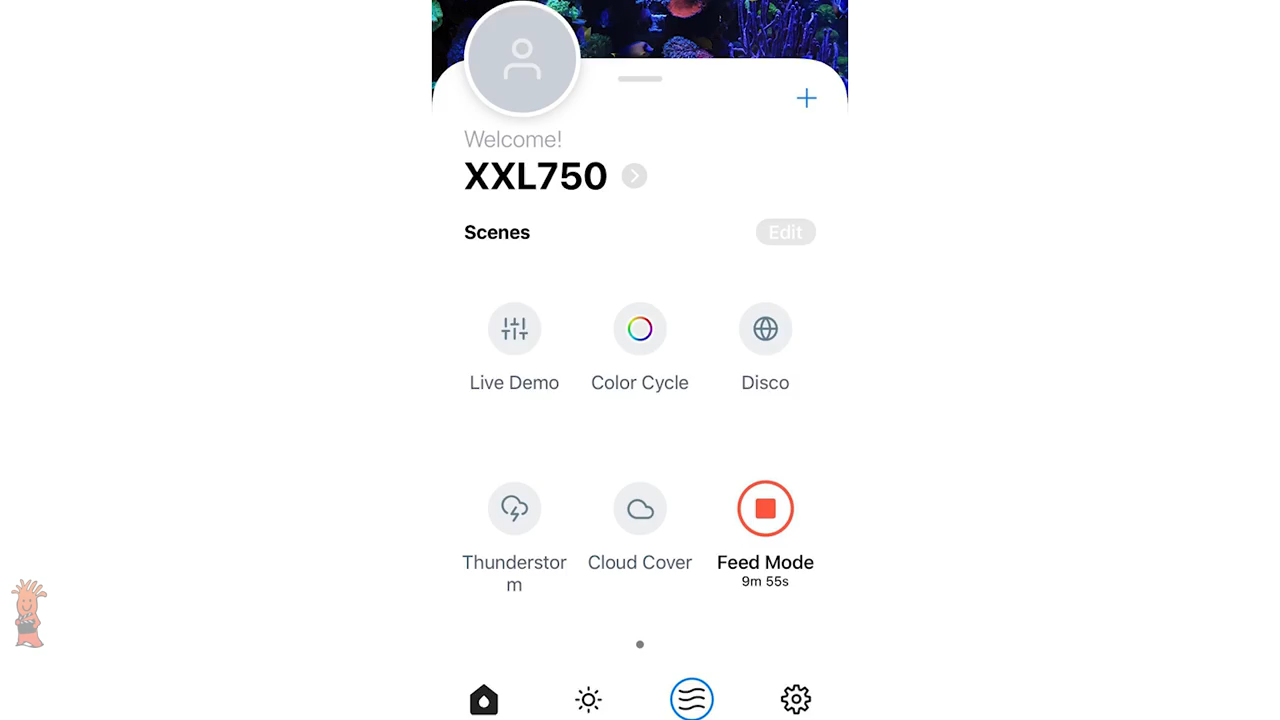 Welcome!
XXL750
Scenes
Edit
Live Demo
Color Cycle
Disco
Thunderstor
m
Cloud Cover
Feed Mode
9m 55s